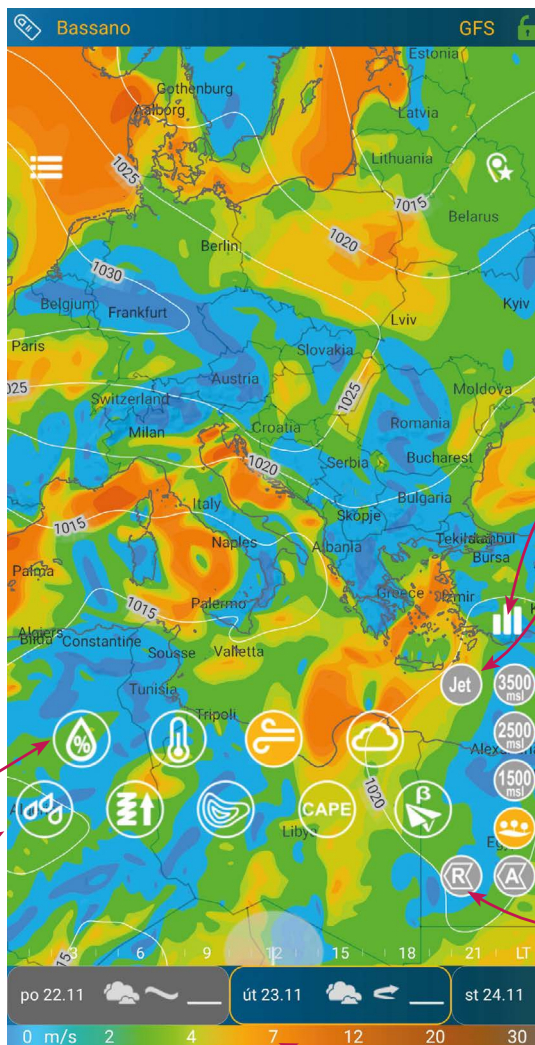 Bassano GFS
Estonia
Gothenburg
Aalborg
Latvia
Lithuania
1025
1015
Belarus
1020
Berlin
1030
Belgium
Frankfurt
Kyiv
Lviv
Paris
Slovakia
025
Austria
Moldova
Switzerland
1025
Croatia
Romania
Milan
Bucharest
1020
Serbia
Italy
Bulgaria
1015
Skopje
Naples
Albania
Istanbul
Bursa
Palma
Greece
Izmir
1015
Palermo
Algiers
Blida Constantine
Sousse Valletta
Tunisia
Jet 3500 msl
Tripoli
2500 msl
%
1500 msl
1020
CAPE
β
V
Libya
R A
15
3 6 9 12 15 18 21 LT
po 22.11 út 23.11 st 24.11
0 m/s 2 4 7 12 20 30